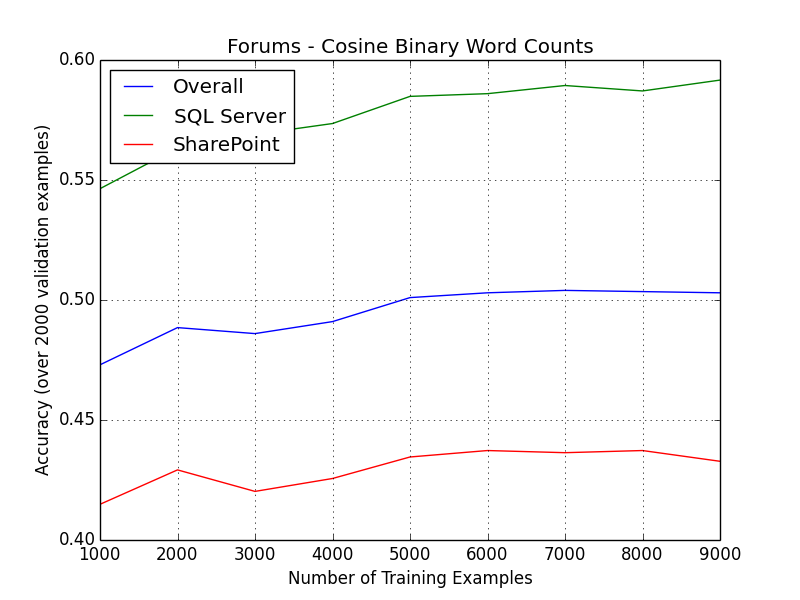 Forums - Cosine Binary Word Counts
0.60
0.55
0.50
0.45
0.40
Accuracy (over 2000 validation examples)
Overall
SQL Server
SharePoint
1000 2000 3000 4000 5000 6000 7000 8000 9000
Number of Training Examples